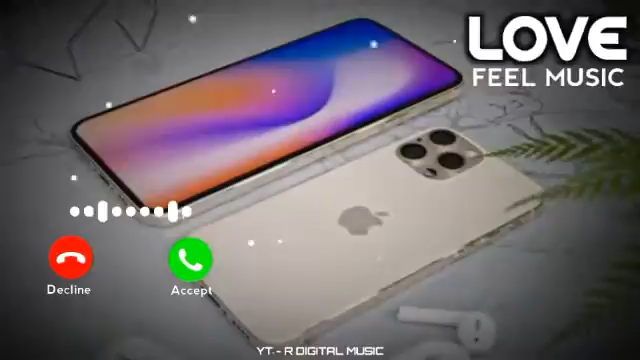 LOVE
FEEL MUSIC
Decline
Accept
YT - R DIGITAL MUSIC